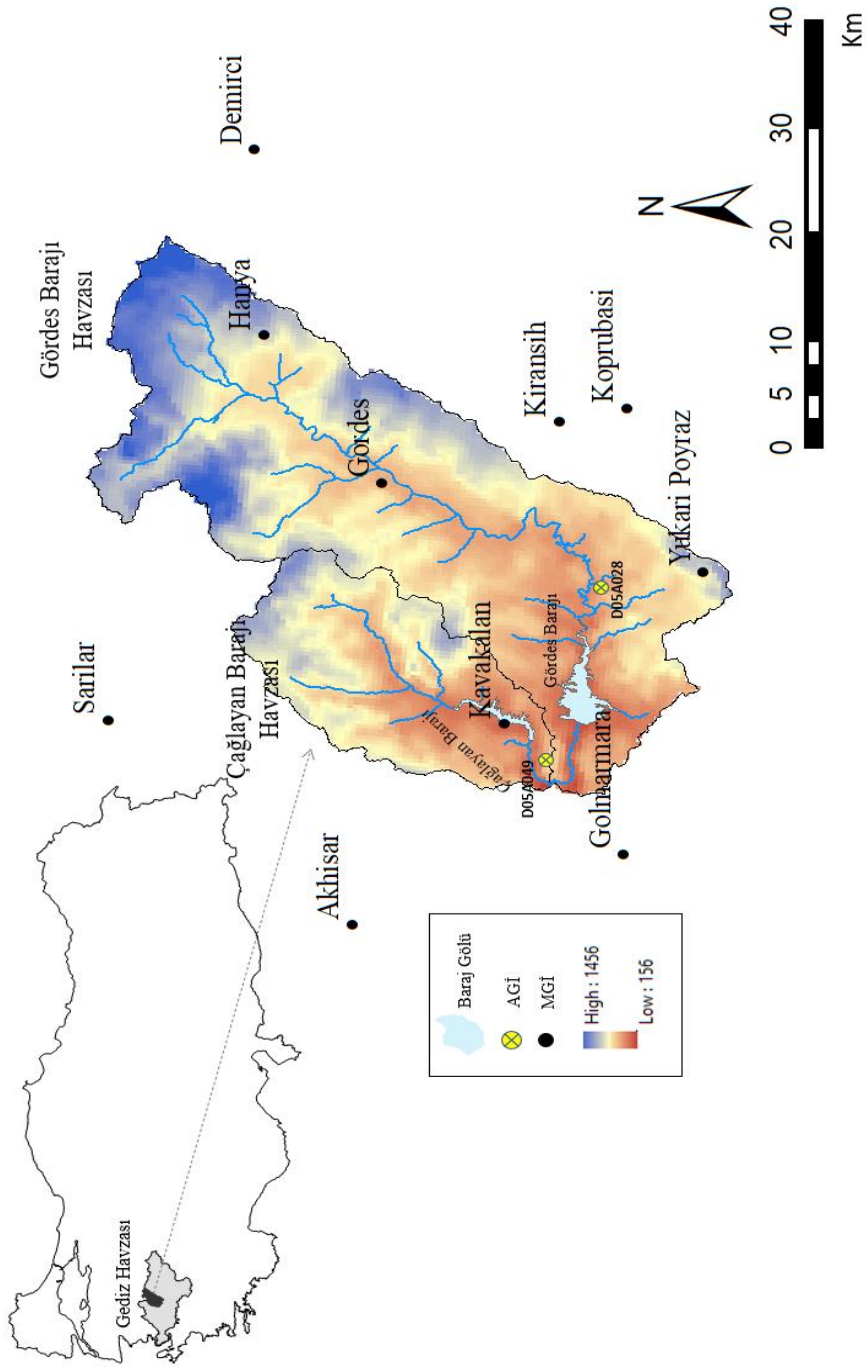 Gördes Barajı
Havzası
Sarilar
Gediz Havzası
Demirci
Çağlayan Barajı
Havzası
Hanya
Akhisar
Gordes
Çağlayan Barajı
Kavakalan
D05A049
Gördes Barajı
Kiransih
Golmarmara
Koprubasi
D05A028
Yukari Poyraz
Baraj Gölü
AGİ
MGİ
High : 1456
Low : 156
N
0 5 10 20 30 40
Km